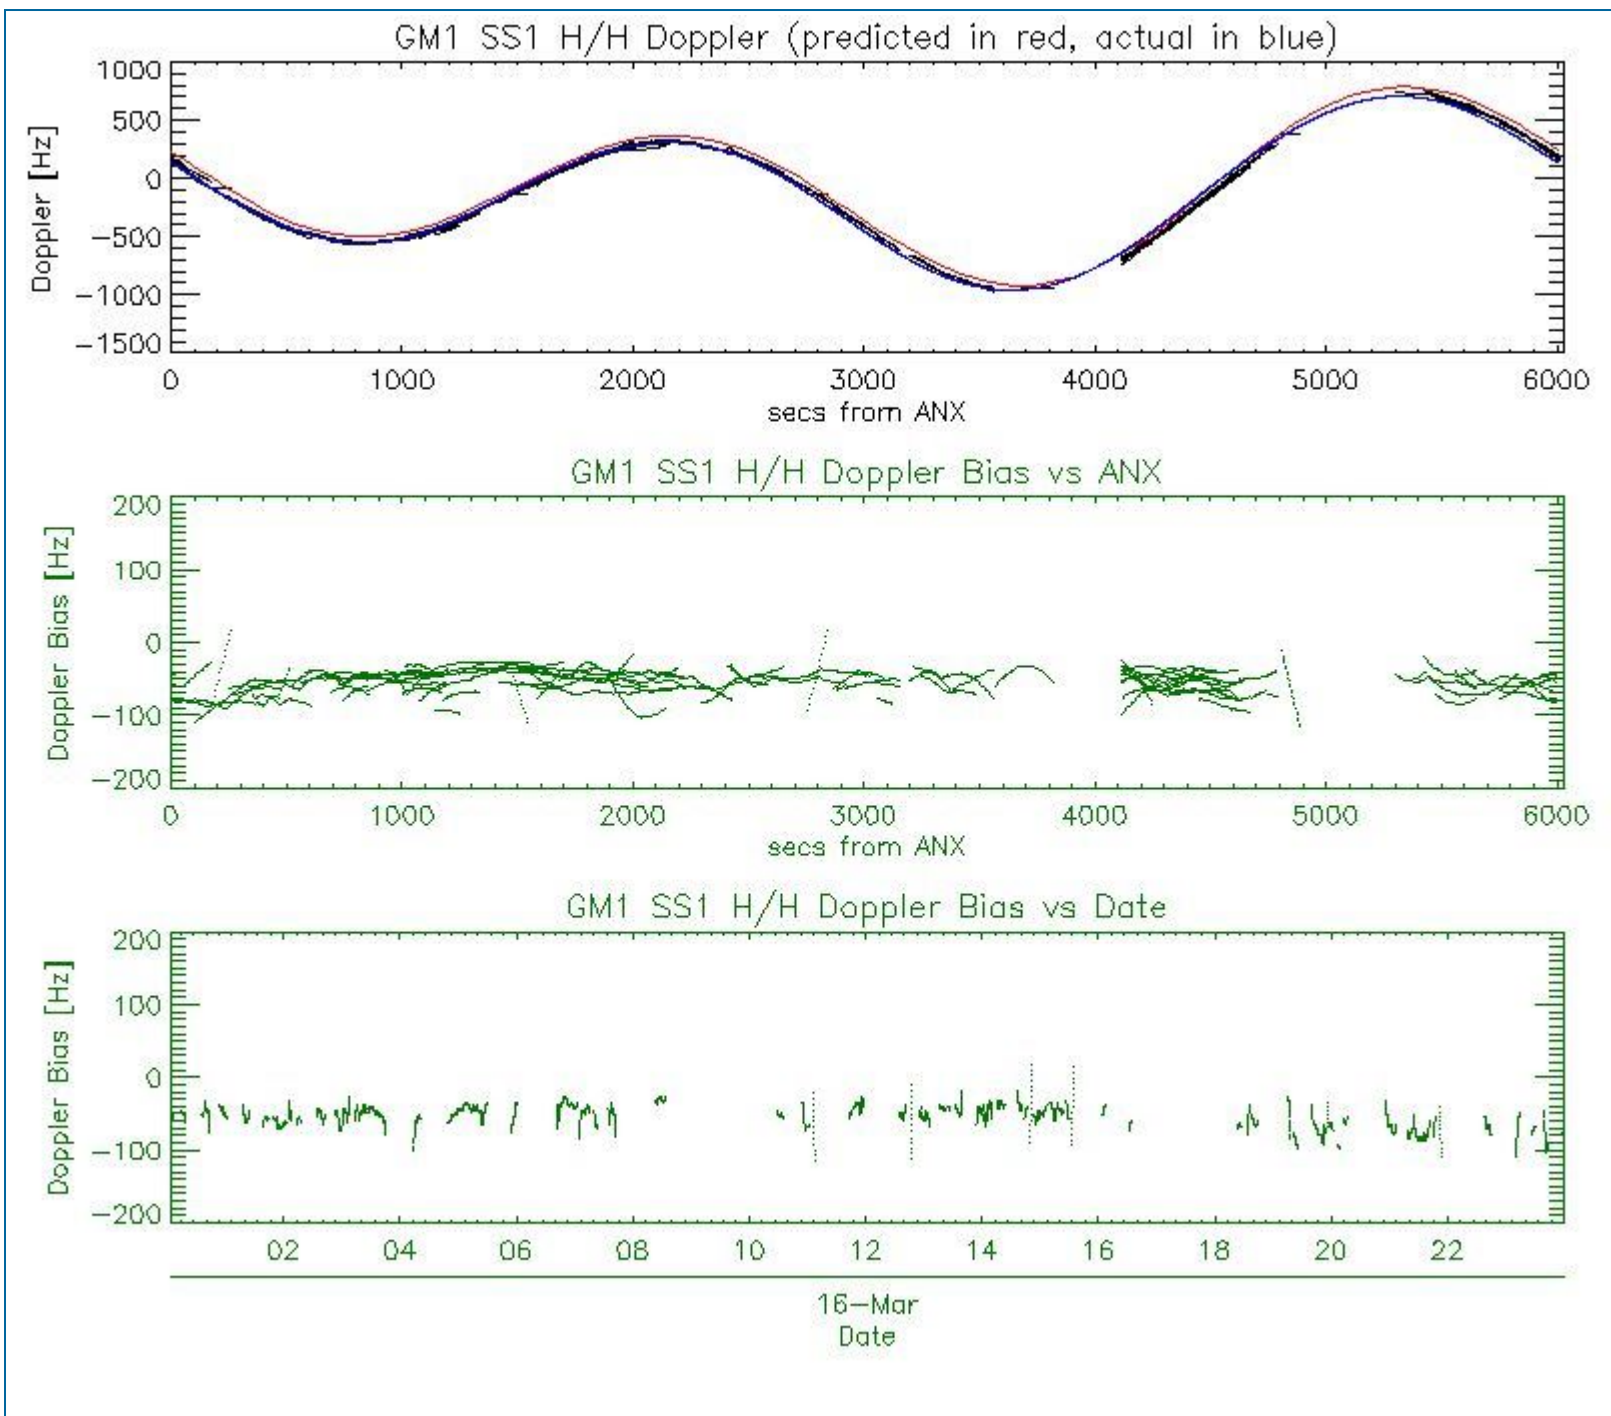 GM1 SS1 H/H Doppler (predicted in red, actual in blue)
1000
500
0
−500
−1000
−1500
Doppler [Hz]
0 1000 2000 3000 4000 5000 6000
secs from ANX
GM1 SS1 H/H Doppler Bias vs ANX
200
100
0
−100
−200
Doppler Bias [Hz]
0 1000 2000 3000 4000 5000 6000
secs from ANX
GM1 SS1 H/H Doppler Bias vs Date
200
100
0
−100
−200
Doppler Bias [Hz]
02 04 06 08 10 12 14 16 18 20 22
16−Mar
Date